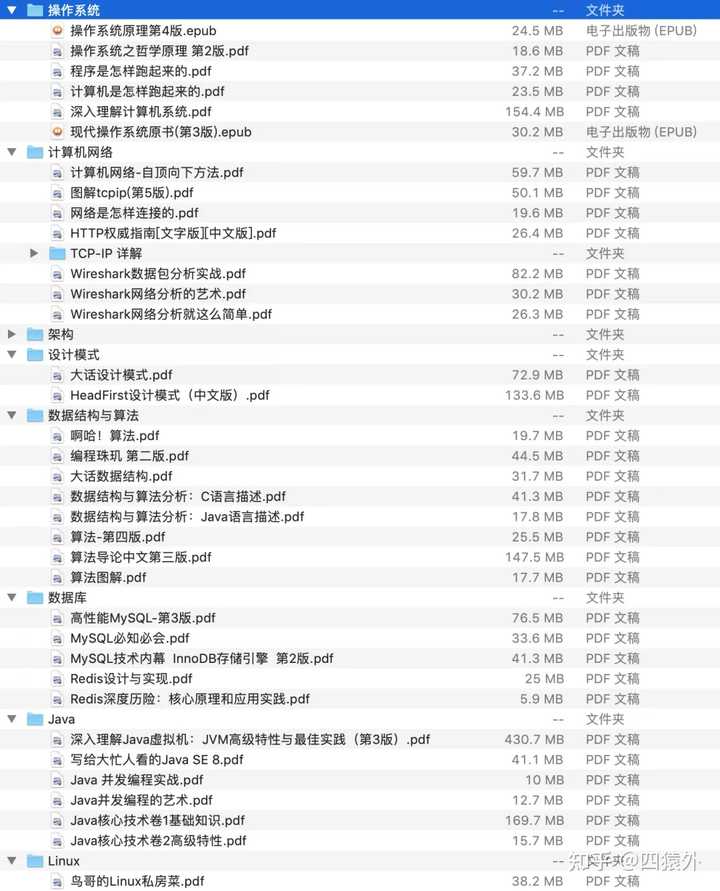 操作系统 -- 文件夹
操作系统原理第4版.epub 24.5 MB 电子出版物 (EPUB)
操作系统之哲学原理 第2版.pdf 18.6 MB PDF 文稿
程序是怎样跑起来的.pdf 37.2 MB PDF 文稿
计算机是怎样跑起来的.pdf 23.5 MB PDF 文稿
深入理解计算机系统.pdf 154.4 MB PDF 文稿
现代操作系统原书(第3版).epub 30.2 MB 电子出版物 (EPUB)
计算机网络 -- 文件夹
计算机网络-自顶向下方法.pdf 59.7 MB PDF 文稿
图解tcpip(第5版).pdf 50.1 MB PDF 文稿
网络是怎样连接的.pdf 19.6 MB PDF 文稿
HTTP权威指南[文字版][中文版].pdf 26.4 MB PDF 文稿
TCP-IP 详解 -- 文件夹
Wireshark数据包分析实战.pdf 82.2 MB PDF 文稿
Wireshark网络分析的艺术.pdf 30.2 MB PDF 文稿
Wireshark网络分析就这么简单.pdf 26.3 MB PDF 文稿
架构 -- 文件夹
设计模式 -- 文件夹
大话设计模式.pdf 72.9 MB PDF 文稿
HeadFirst设计模式（中文版）.pdf 133.6 MB PDF 文稿
数据结构与算法 -- 文件夹
啊哈！算法.pdf 19.7 MB PDF 文稿
编程珠玑 第二版.pdf 44.5 MB PDF 文稿
大话数据结构.pdf 31.7 MB PDF 文稿
数据结构与算法分析：C语言描述.pdf 41.3 MB PDF 文稿
数据结构与算法分析：Java语言描述.pdf 17.8 MB PDF 文稿
算法-第四版.pdf 25.5 MB PDF 文稿
算法导论中文第三版.pdf 147.5 MB PDF 文稿
算法图解.pdf 17.7 MB PDF 文稿
数据库 -- 文件夹
高性能MySQL-第3版.pdf 76.5 MB PDF 文稿
MySQL必知必会.pdf 33.6 MB PDF 文稿
MySQL技术内幕 InnoDB存储引擎 第2版.pdf 41.3 MB PDF 文稿
Redis设计与实现.pdf 25 MB PDF 文稿
Redis深度历险：核心原理和应用实践.pdf 5.9 MB PDF 文稿
Java -- 文件夹
深入理解Java虚拟机：JVM高级特性与最佳实践（第3版）.pdf 430.7 MB PDF 文稿
写给大忙人看的Java SE 8.pdf 41.1 MB PDF 文稿
Java 并发编程实战.pdf 10 MB PDF 文稿
Java并发编程的艺术.pdf 12.7 MB PDF 文稿
Java核心技术卷1基础知识.pdf 169.7 MB PDF 文稿
Java核心技术卷2高级特性.pdf 15.7 MB PDF 文稿
Linux -- 文件夹
知乎 @四猿外
鸟哥的Linux私房菜.pdf 38.2 MB PDF 文稿